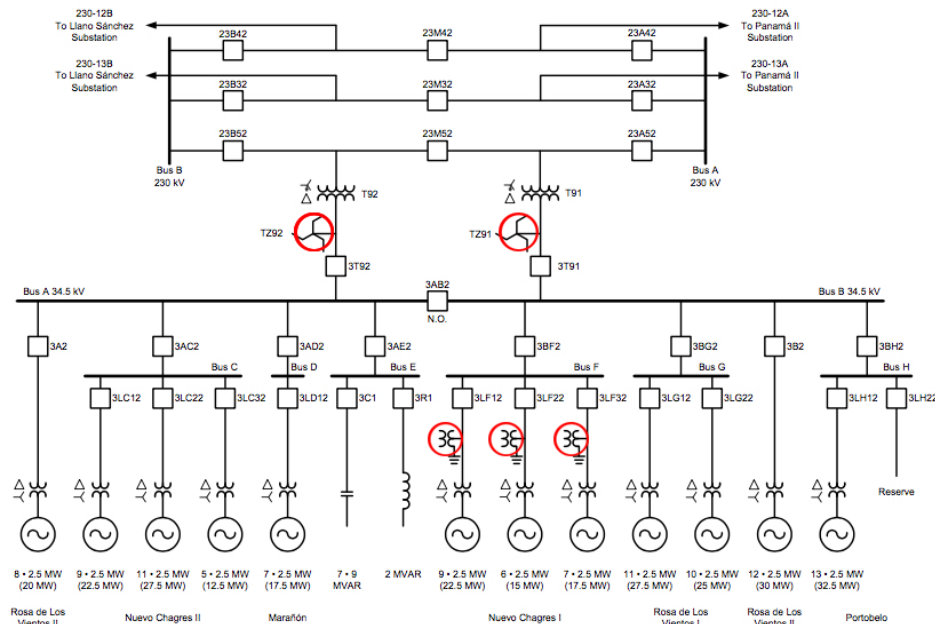 230-12B
To Llano Sánchez
Substation
230-12A
To Panamá II
Substation
23B42
23M42
23A42
230-13B
To Llano Sánchez
Substation
230-13A
To Panamá II
Substation
23B32
23M32
23A32
23B52
23M52
23A52
Bus B
230 kV
Bus A
230 kV
T92
T91
TZ92
TZ91
3T92
3T91
3AB2
Bus A 34.5 kV
Bus B 34.5 kV
N.O.
3A2
3AC2
3AD2
3AE2
3BF2
3BG2
3B2
3BH2
Bus C
Bus D
Bus E
Bus F
Bus G
Bus H
3LC12
3LC22
3LC32
3LD12
3C1
3R1
3LF12
3LF22
3LF32
3LG12
3LG22
3LH12
3LH22
Reserve
8 • 2.5 MW
(20 MW)
9 • 2.5 MW
(22.5 MW)
11 • 2.5 MW
(27.5 MW)
5 • 2.5 MW
(12.5 MW)
7 • 2.5 MW
(17.5 MW)
7 • 9
MVAR
2 MVAR
9 • 2.5 MW
(22.5 MW)
6 • 2.5 MW
(15 MW)
7 • 2.5 MW
(17.5 MW)
11 • 2.5 MW
(27.5 MW)
10 • 2.5 MW
(25 MW)
12 • 2.5 MW
(30 MW)
13 • 2.5 MW
(32.5 MW)
Rosa de Los
Vientos II
Nuevo Chagres II
Marañón
Nuevo Chagres I
Rosa de Los
Vientos I
Rosa de Los
Vientos II
Portobelo